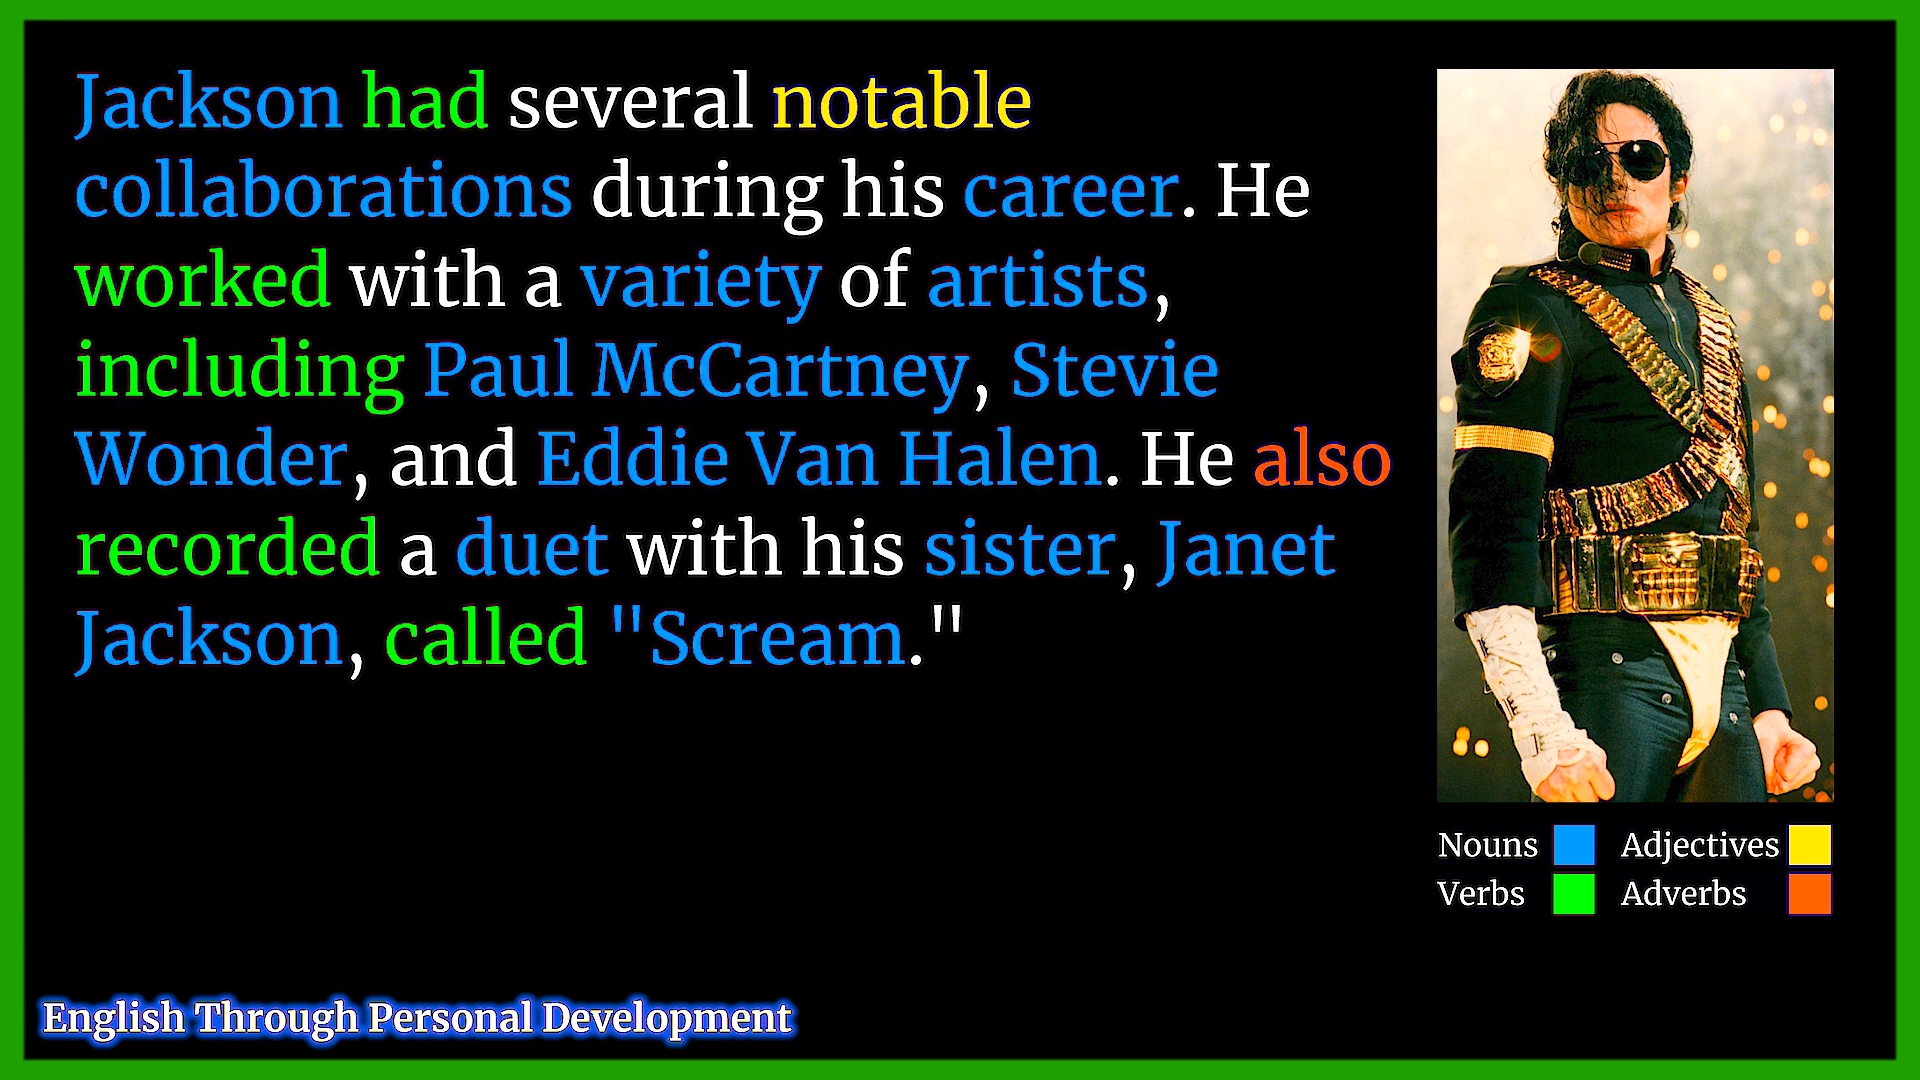 Jackson had several notable
collaborations during his career. He
worked with a variety of artists,
including Paul McCartney, Stevie
Wonder, and Eddie Van Halen. He also
recorded a duet with his sister, Janet
Jackson, called "Scream."
Nouns Adjectives
Verbs Adverbs
English Through Personal Development